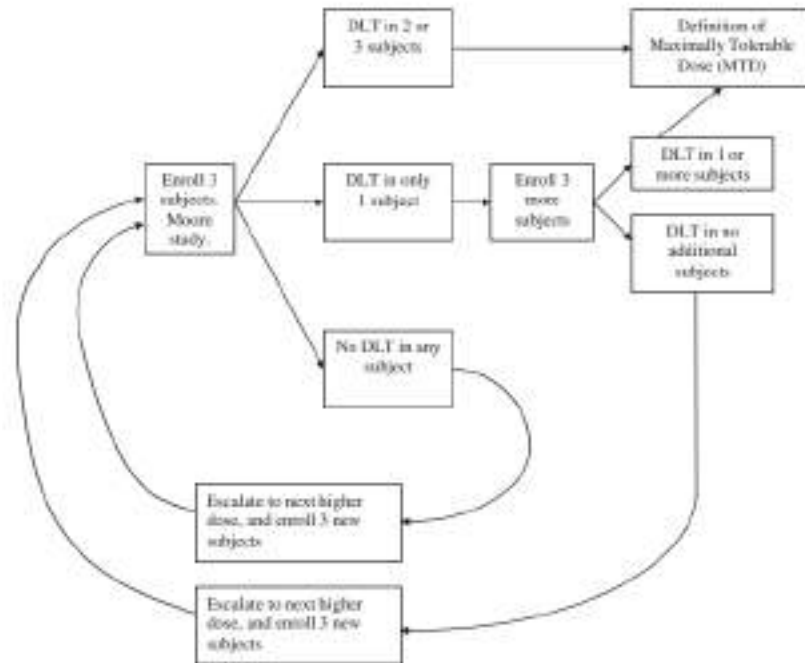 DLT in 2 or
3 subjects
Definition of
Maximally Tolerable
Dose (MTD)
Enroll 3
subjects.
Moore
study.
DLT in only
1 subject
Enroll 3
more
subjects
DLT in 1 or
more subjects
DLT in no
additional
subjects
No DLT in any
subject
Escalate to next higher
dose, and enroll 3 new
subjects
Escalate to next higher
dose, and enroll 3 new
subjects